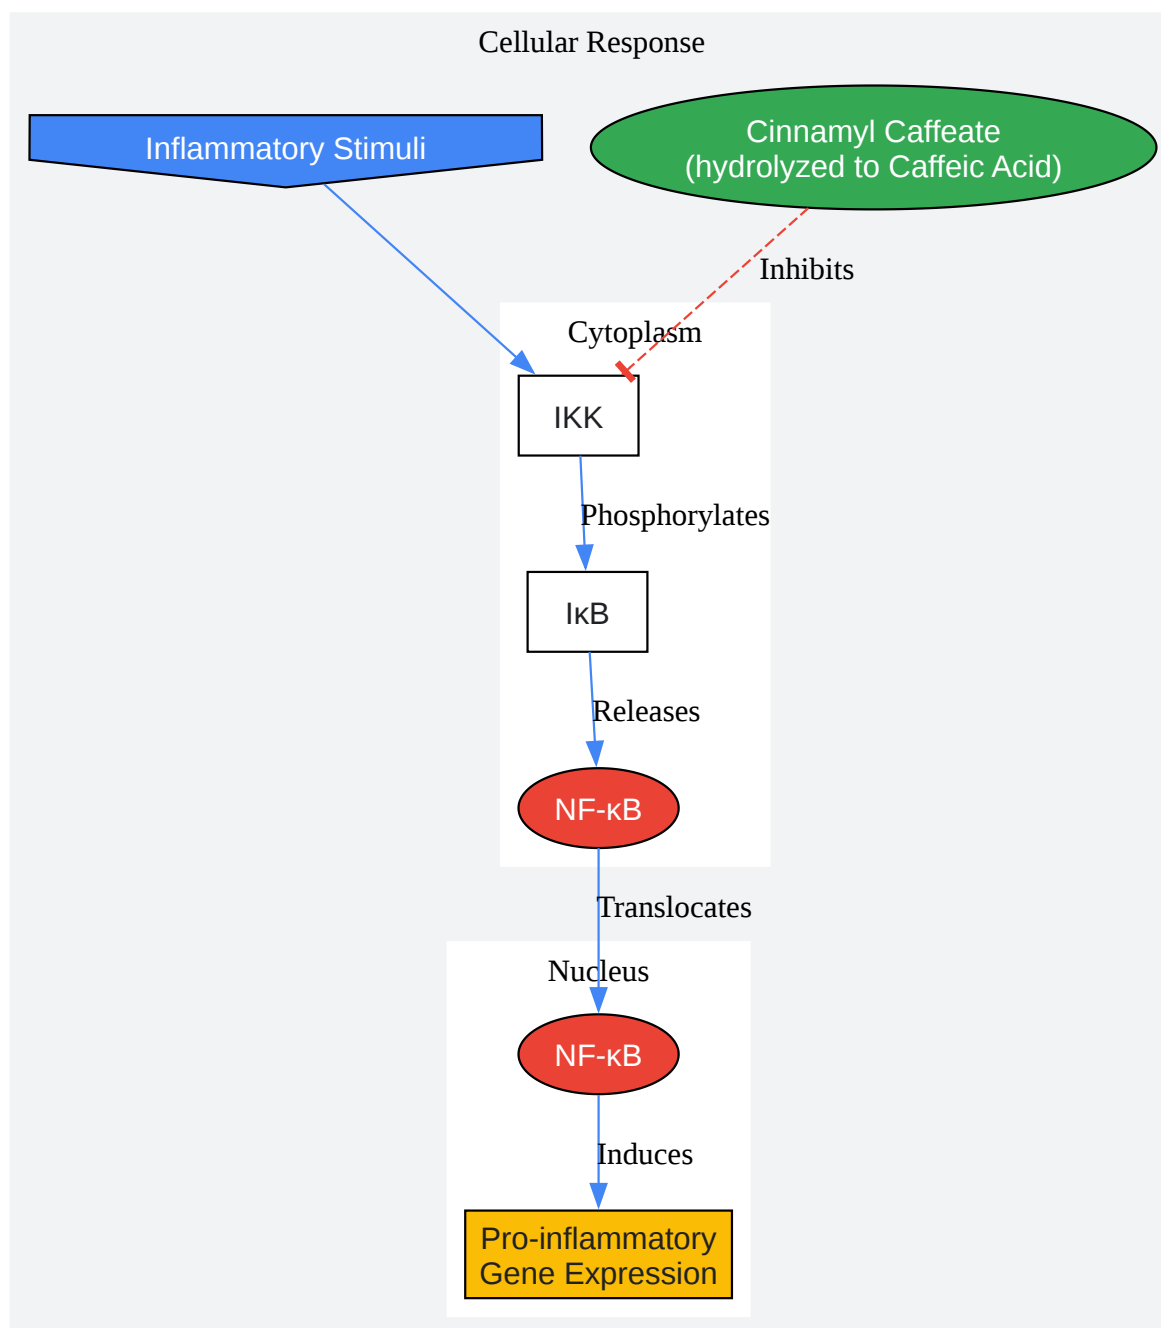 Cellular Response
Inflammatory Stimuli
Cinnamyl Caffeate
(hydrolyzed to Caffeic Acid)
Inhibits
Cytoplasm
IKK
Phosphorylates
IκB
Releases
NF-κB
Translocates
Nucleus
NF-κB
Induces
Pro-inflammatory
Gene Expression